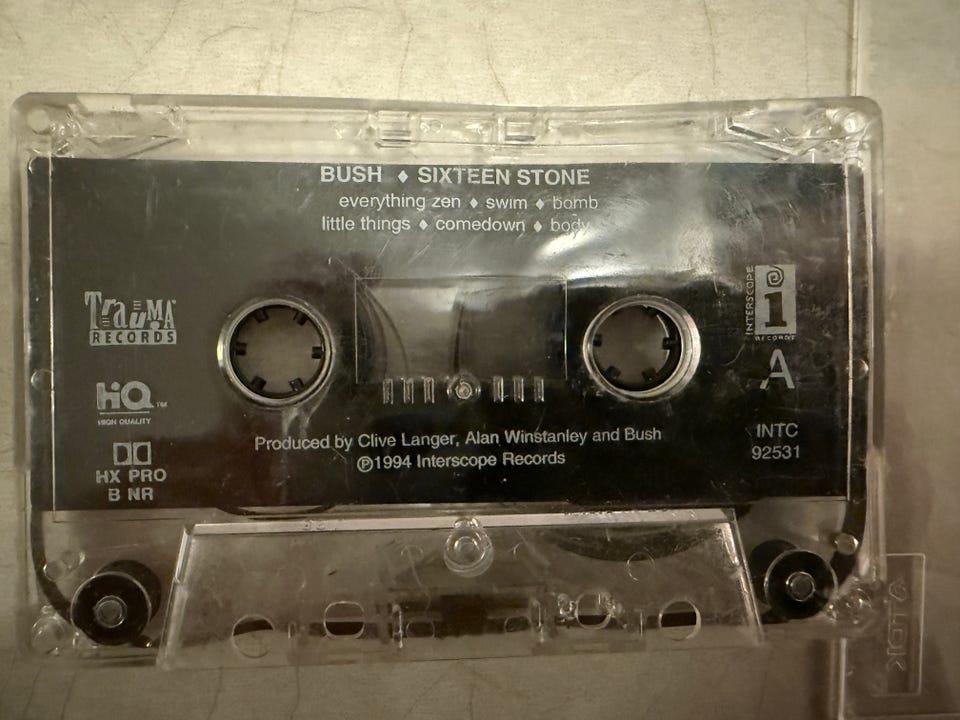 BUSH ♦ SIXTEEN STONE
everything zen ♦ swim ♦ bomb
little things ♦ comedown ♦ body
TRaUMA
RECORDS
HiQ™
HIGH QUALITY
HX PRO
B NR
INTERSCOPE
i
RECORDS
A
INTC
92531
Produced by Clive Langer, Alan Winstanley and Bush
℗1994 Interscope Records